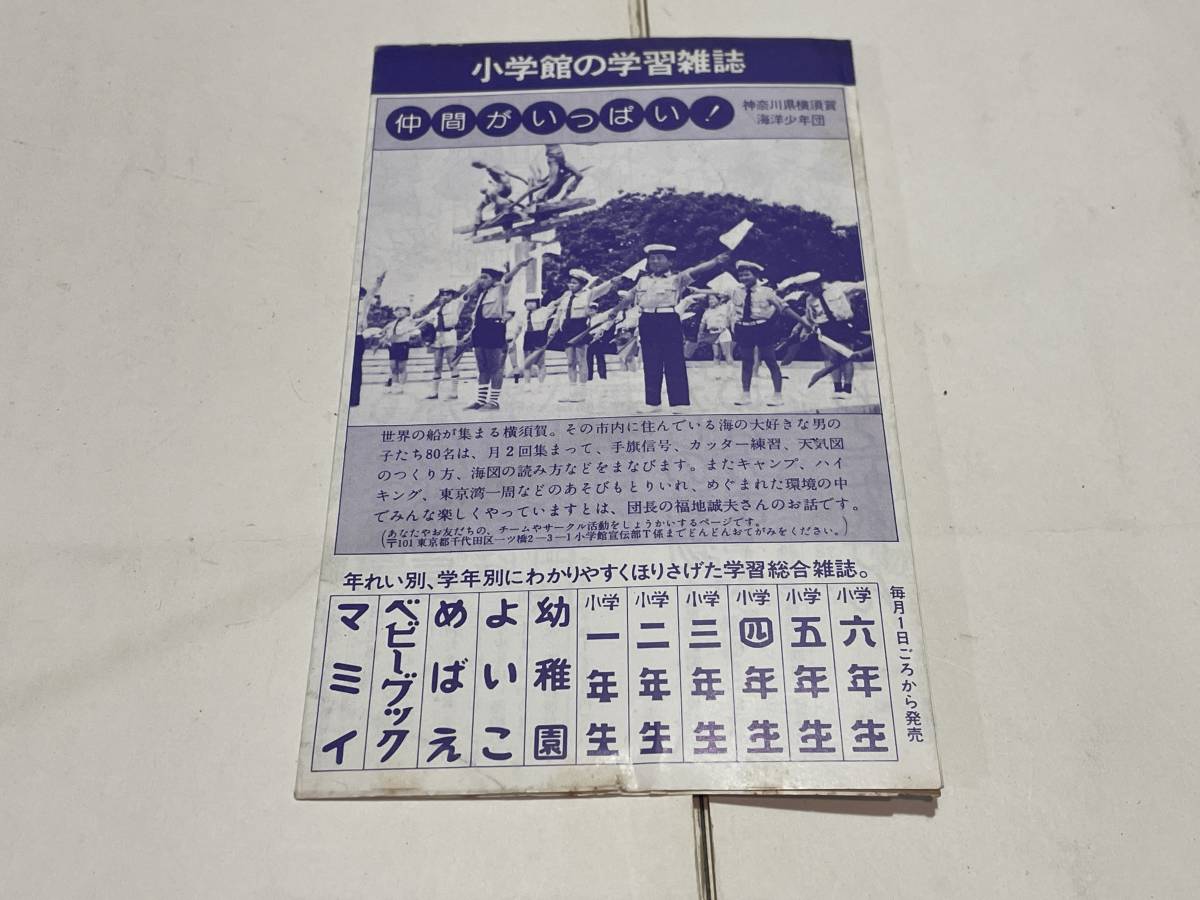 小学館の学習雑誌
仲間がいっぱい!
神奈川県横須賀
海洋少年団
世界の船が集まる横須賀。その市内に住んでいる海の大好きな男の
子たち80名は、月2回集まって、手旗信号、カッター練習、天気図
のつくり方、海図の読み方などをまなびます。またキャンプ、ハイ
キング、東京湾一周などのあそびもとりいれ、めぐまれた環境の中
でみんな楽しくやっていますとは、団長の福地誠夫さんのお話です。
(あなたやお友だちの、チームやサークル活動をしょうかいするページです。
〒101 東京都千代田区一ツ橋2―3―1小学館宣伝部T係までどんどんおてがみをください。)
年れい別、学年別にわかりやすくほりさげた学習総合雑誌。
毎月1日ごろから発売
小学六年生
小学五年生
小学四年生
小学三年生
小学二年生
小学一年生
幼稚園
よいこ
めばえ
ベビーブック
マミイ